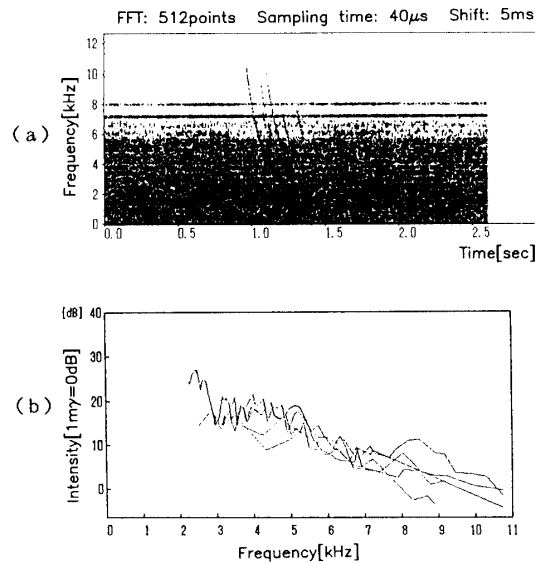 FFT: 512points Sampling time: 40μs Shift: 5ms
(a)
Frequency[kHz]
12
10
8
6
4
2
0
0.0 0.5 1.0 1.5 2.0 2.5
Time[sec]
(b)
Intensity[1mγ=0dB]
[dB]
40
30
20
10
0
0 1 2 3 4 5 6 7 8 9 10 11
Frequency[kHz]